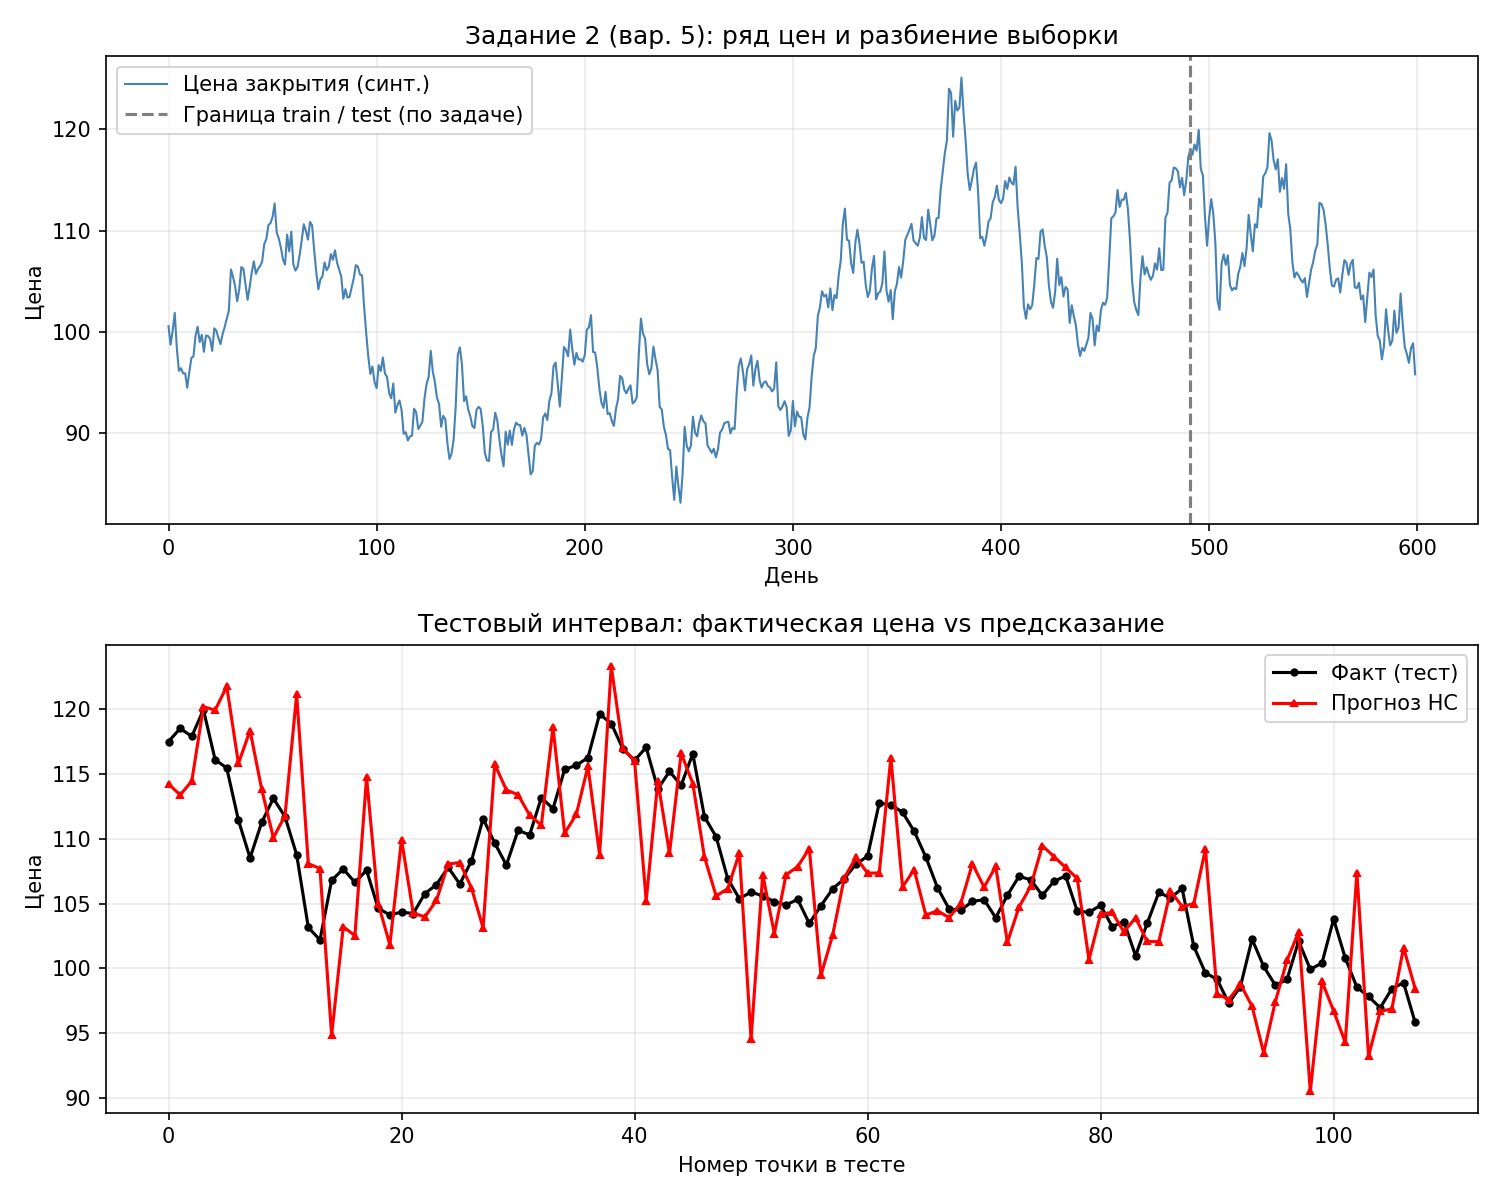 Задание 2 (вар. 5): ряд цен и разбиение выборки
Цена закрытия (синт.)
Граница train / test (по задаче)
Цена
120
110
100
90
0 100 200 300 400 500 600
День
Тестовый интервал: фактическая цена vs предсказание
Факт (тест)
Прогноз НС
Цена
120
115
110
105
100
95
90
0 20 40 60 80 100
Номер точки в тесте